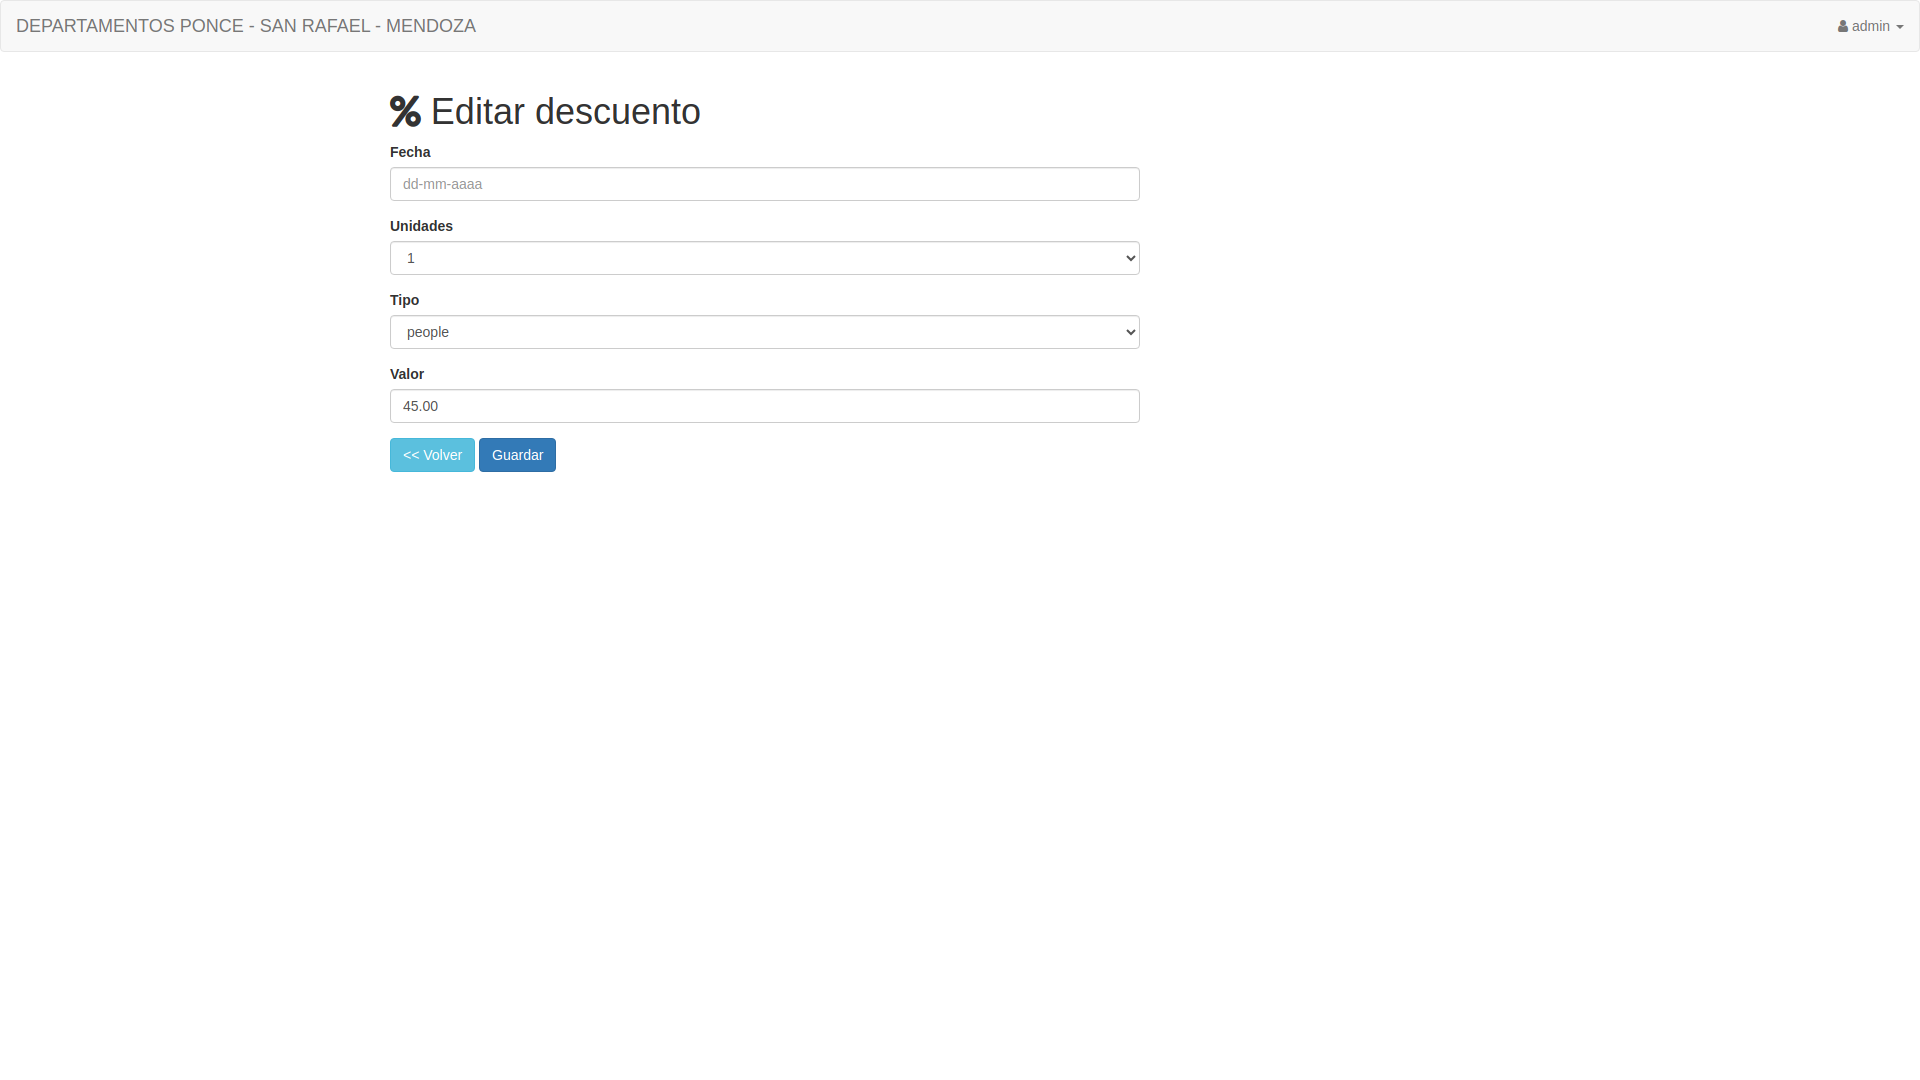 DEPARTAMENTOS PONCE - SAN RAFAEL - MENDOZA
admin
% Editar descuento
Fecha
dd-mm-aaaa
Unidades
1
Tipo
people
Valor
45.00
<< Volver
Guardar